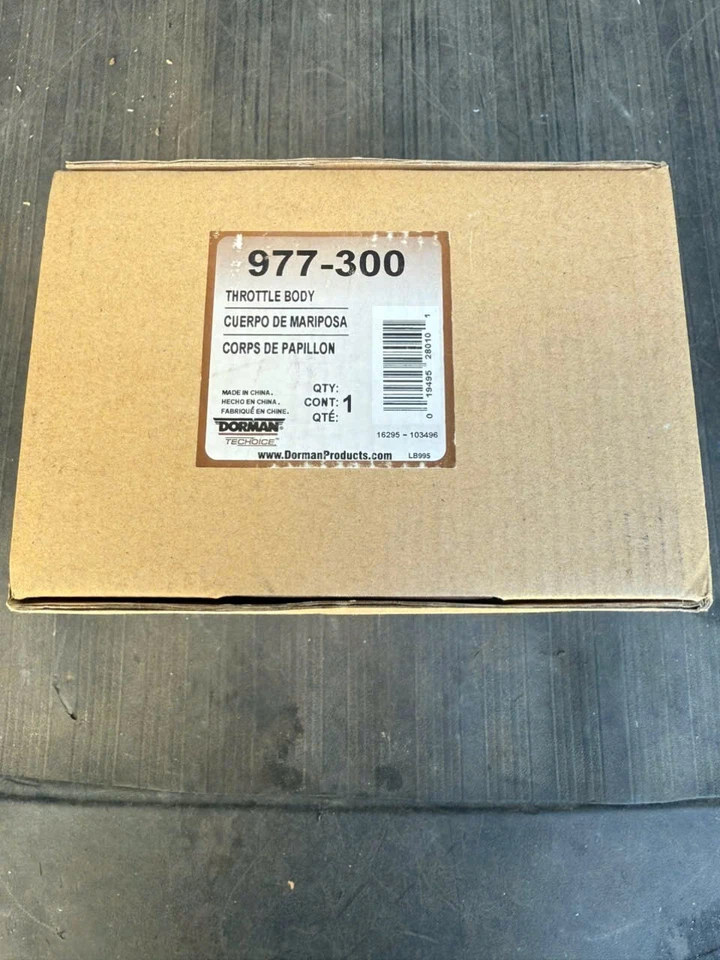 977-300
THROTTLE BODY
CUERPO DE MARIPOSA
CORPS DE PAPILLON
MADE IN CHINA.
HECHO EN CHINA.
FABRIQUÉ EN CHINE.
QTY:
CONT: 1
QTÉ:
DORMAN
TECHOICE™
0 19495 28010 1
16295 - 103496
www.DormanProducts.com
LB995